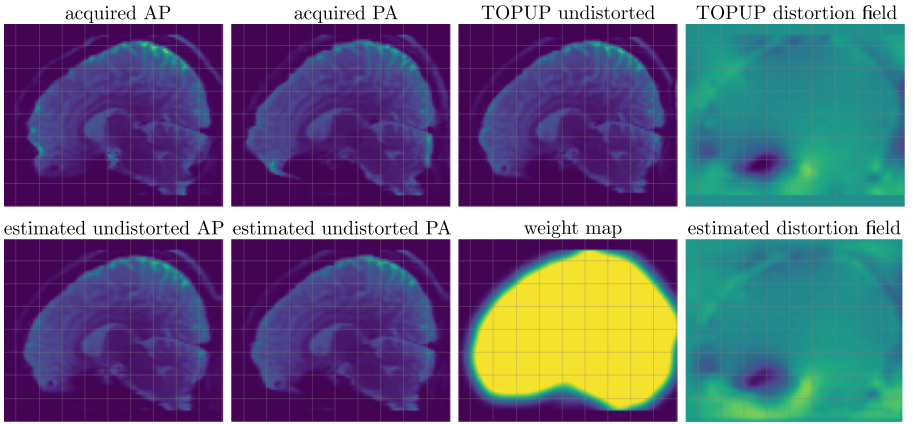 acquired AP
acquired PA
TOPUP undistorted
TOPUP distortion field
estimated undistorted AP
estimated undistorted PA
weight map
estimated distortion field